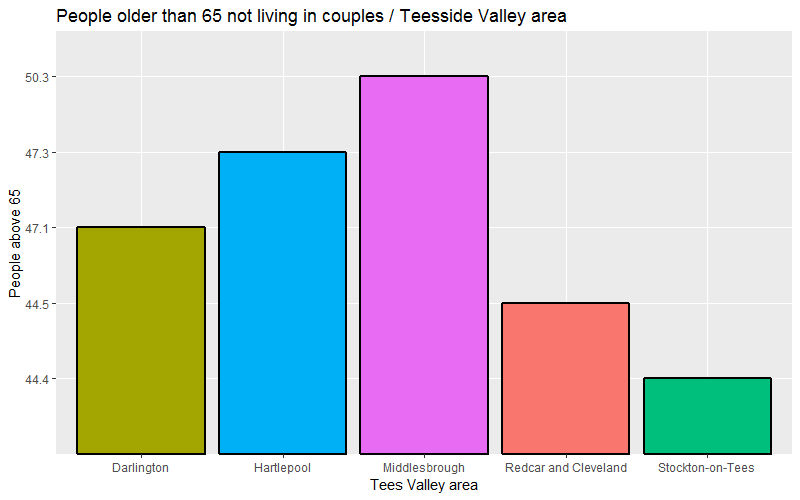 People older than 65 not living in couples / Teesside Valley area
People above 65
50.3
47.3
47.1
44.5
44.4
Darlington
Hartlepool
Middlesbrough
Redcar and Cleveland
Stockton-on-Tees
Tees Valley area